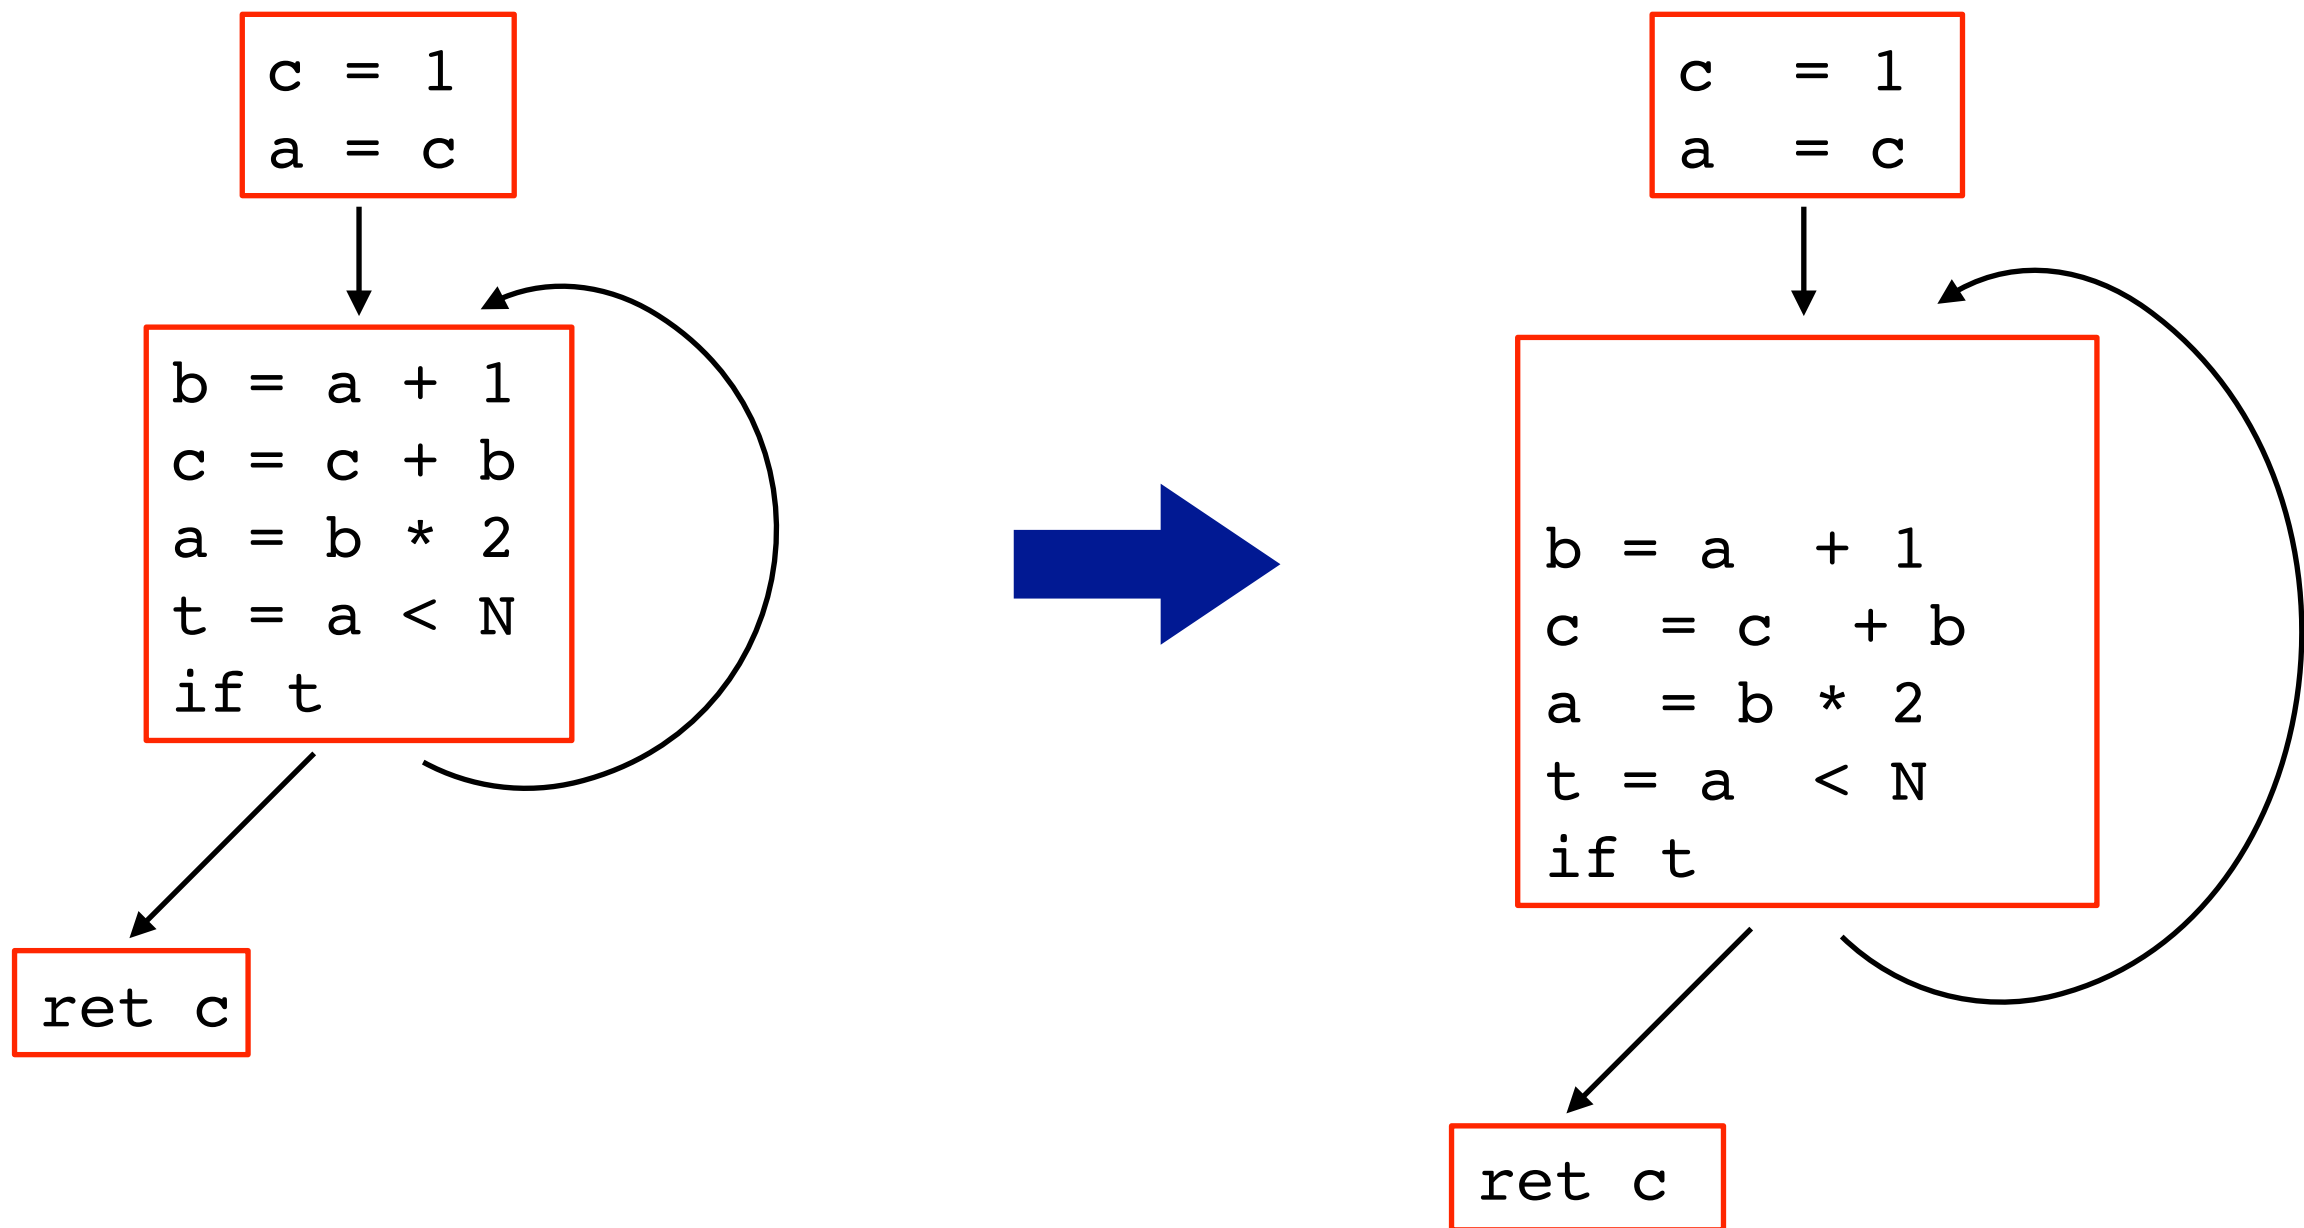 c = 1
a = c
b = a + 1
c = c + b
a = b * 2
t = a < N
if t
ret c
c = 1
a = c
b = a + 1
c = c + b
a = b * 2
t = a < N
if t
ret c